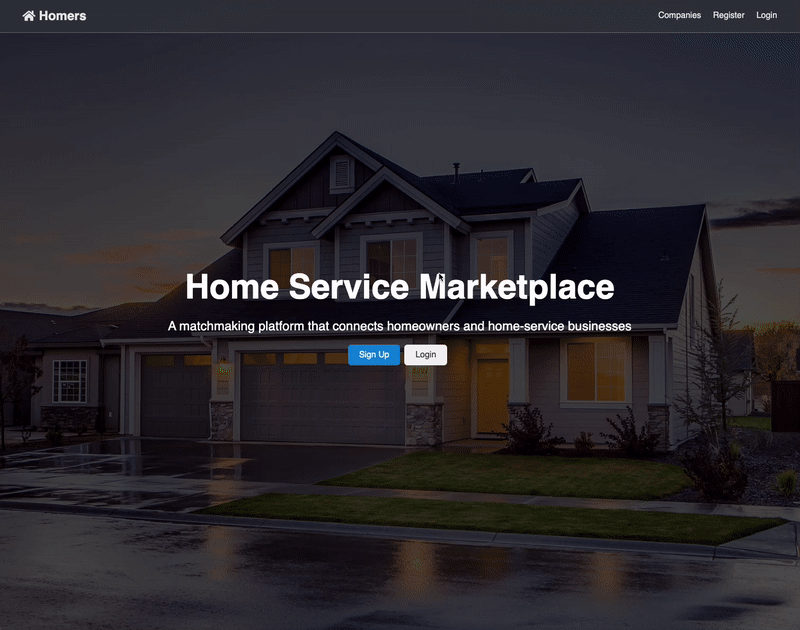 Homers
Companies Register Login
Home Service Marketplace
A matchmaking platform that connects homeowners and home-service businesses
Sign Up Login